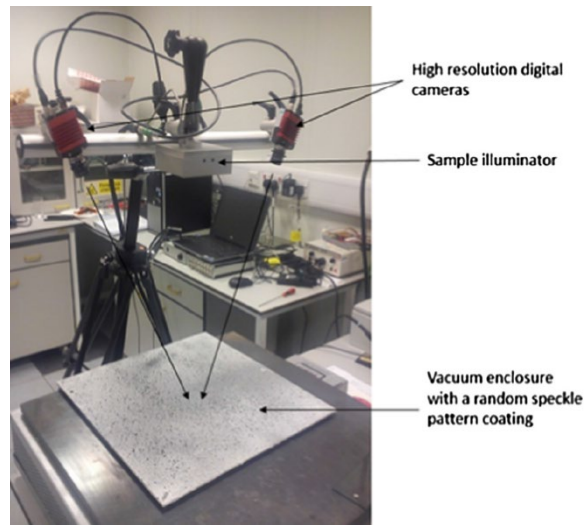 High resolution digital
cameras
Sample illuminator
Vacuum enclosure
with a random speckle
pattern coating